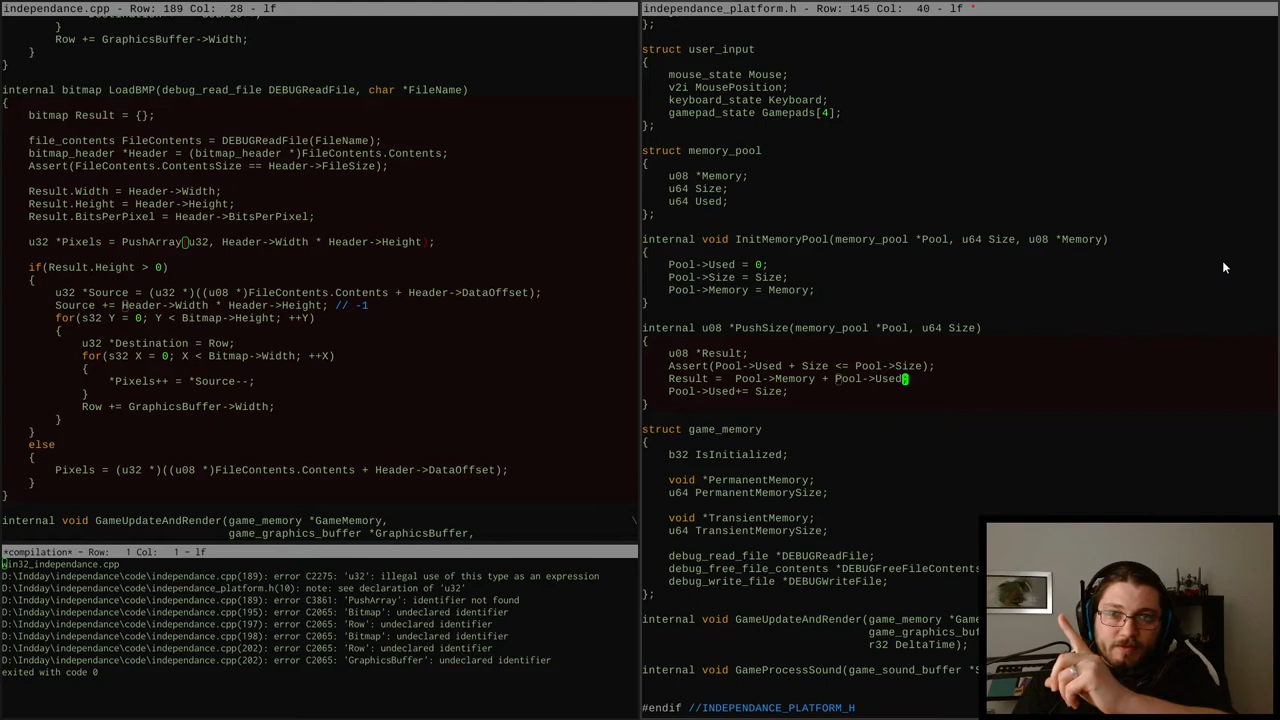 independance.cpp - Row: 189 Col:  28 - lf
        }
        Row += GraphicsBuffer->Width;
    }
}
internal bitmap LoadBMP(debug_read_file DEBUGReadFile, char *FileName)
{
    bitmap Result = {};
    file_contents FileContents = DEBUGReadFile(FileName);
    bitmap_header *Header = (bitmap_header *)FileContents.Contents;
    Assert(FileContents.ContentsSize == Header->FileSize);
    Result.Width = Header->Width;
    Result.Height = Header->Height;
    Result.BitsPerPixel = Header->BitsPerPixel;
    u32 *Pixels = PushArray(u32, Header->Width * Header->Height);
    if(Result.Height > 0)
    {
        u32 *Source = (u32 *)((u08 *)FileContents.Contents + Header->DataOffset);
        Source += Header->Width * Header->Height; // -1
        for(s32 Y = 0; Y < Bitmap->Height; ++Y)
        {
            u32 *Destination = Row;
            for(s32 X = 0; X < Bitmap->Width; ++X)
            {
                *Pixels++ = *Source--;
            }
            Row += GraphicsBuffer->Width;
        }
    }
    else
    {
        Pixels = (u32 *)((u08 *)FileContents.Contents + Header->DataOffset);
    }
}
internal void GameUpdateAndRender(game_memory *GameMemory,
                                  game_graphics_buffer *GraphicsBuffer,
*compilation* - Row:   1 Col:   1 - lf
win32_independance.cpp
D:\Indday\independance\code\independance.cpp(189): error C2275: 'u32': illegal use of this type as an expression
D:\Indday\independance\code\independance_platform.h(10): note: see declaration of 'u32'
D:\Indday\independance\code\independance.cpp(189): error C3861: 'PushArray': identifier not found
D:\Indday\independance\code\independance.cpp(195): error C2065: 'Bitmap': undeclared identifier
D:\Indday\independance\code\independance.cpp(197): error C2065: 'Row': undeclared identifier
D:\Indday\independance\code\independance.cpp(198): error C2065: 'Bitmap': undeclared identifier
D:\Indday\independance\code\independance.cpp(202): error C2065: 'Row': undeclared identifier
D:\Indday\independance\code\independance.cpp(202): error C2065: 'GraphicsBuffer': undeclared identifier
exited with code 0
independance_platform.h - Row: 145 Col:  40 - lf *
};
struct user_input
{
    mouse_state Mouse;
    v2i MousePosition;
    keyboard_state Keyboard;
    gamepad_state Gamepads[4];
};
struct memory_pool
{
    u08 *Memory;
    u64 Size;
    u64 Used;
};
internal void InitMemoryPool(memory_pool *Pool, u64 Size, u08 *Memory)
{
    Pool->Used = 0;
    Pool->Size = Size;
    Pool->Memory = Memory;
}
internal u08 *PushSize(memory_pool *Pool, u64 Size)
{
    u08 *Result;
    Assert(Pool->Used + Size <= Pool->Size);
    Result =  Pool->Memory + Pool->Used;
    Pool->Used+= Size;
}
struct game_memory
{
    b32 IsInitialized;
    void *PermanentMemory;
    u64 PermanentMemorySize;
    void *TransientMemory;
    u64 TransientMemorySize;
    debug_read_file *DEBUGReadFile;
    debug_free_file_contents *DEBUGFreeFileContents
    debug_write_file *DEBUGWriteFile;
};
internal void GameUpdateAndRender(game_memory *Game
                                  game_graphics_buf
                                  r32 DeltaTime);
internal void GameProcessSound(game_sound_buffer *S
#endif //INDEPENDANCE_PLATFORM_H